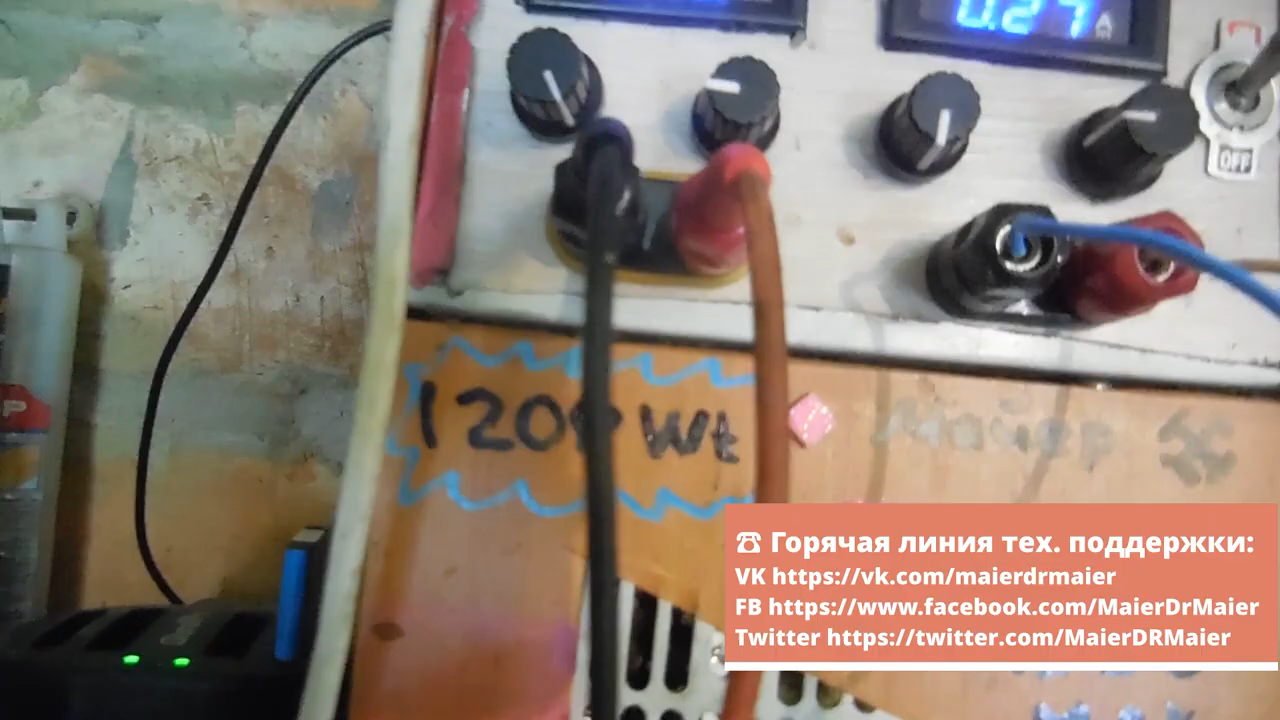 0.27 A
OFF
P
1200 Wt
Майер
☎ Горячая линия тех. поддержки:
VK https://vk.com/maierdrmaier
FB https://www.facebook.com/MaierDrMaier
Twitter https://twitter.com/MaierDRMaier